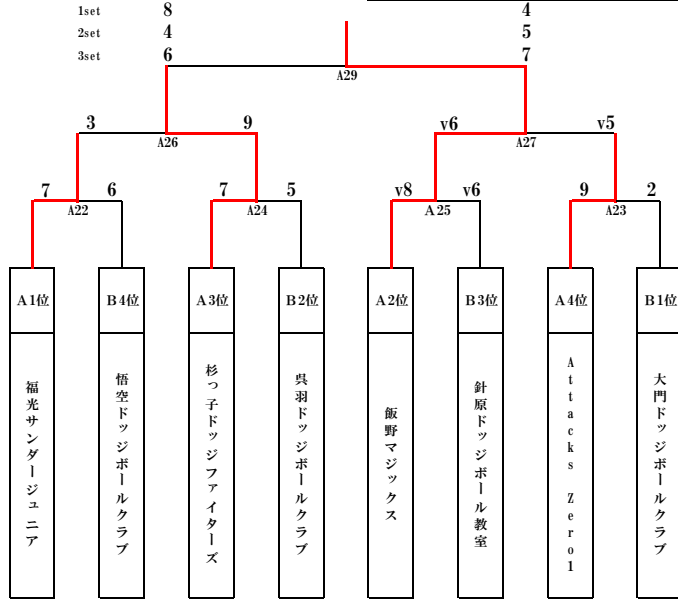 1set 8 4
2set 4 5
3set 6 7
A29
3 9 v6 v5
A26 A27
7 6 7 5 v8 v6 9 2
A22 A24 A25 A23
A1位 B4位 A3位 B2位 A2位 B3位 A4位 B1位
福光サンダージュニア
悟空ドッジボールクラブ
杉っ子ドッジファイターズ
呉羽ドッジボールクラブ
飯野マジックス
針原ドッジボール教室
Attacks Zero1
大門ドッジボールクラブ